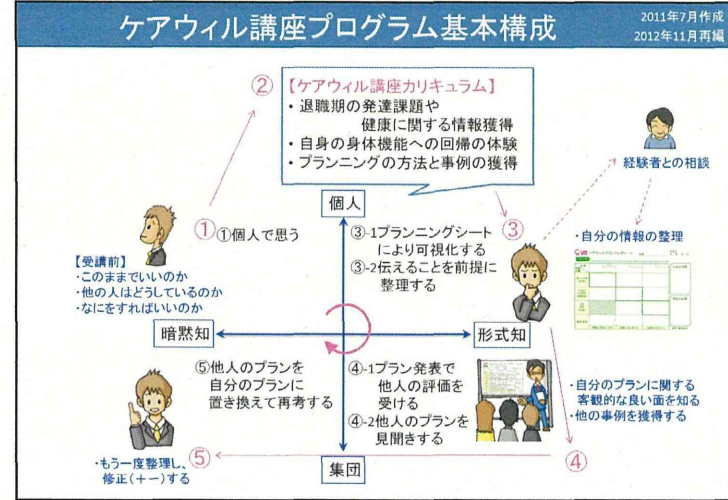 ケアウィル講座プログラム基本構成
2011年7月作成
2012年11月再編
②
【ケアウィル講座カリキュラム】
・退職期の発達課題や
健康に関する情報獲得
・自身の身体機能への回帰の体験
・プランニングの方法と事例の獲得
経験者との相談
個人
①
①個人で思う
③-1プランニングシート
により可視化する
③-2伝えることを前提に
整理する
③
・自分の情報の整理
【受講前】
・このままでいいのか
・他の人はどうしているのか
・なにをすればいいのか
暗黙知
形式知
⑤他人のプランを
自分のプランに
置き換えて再考する
④-1プラン発表で
他人の評価を
受ける
④-2他人のプランを
見聞きする
・自分のプランに関する
客観的な良い面を知る
・他の事例を獲得する
・もう一度整理し、
修正(+-)する
⑤
集団
④